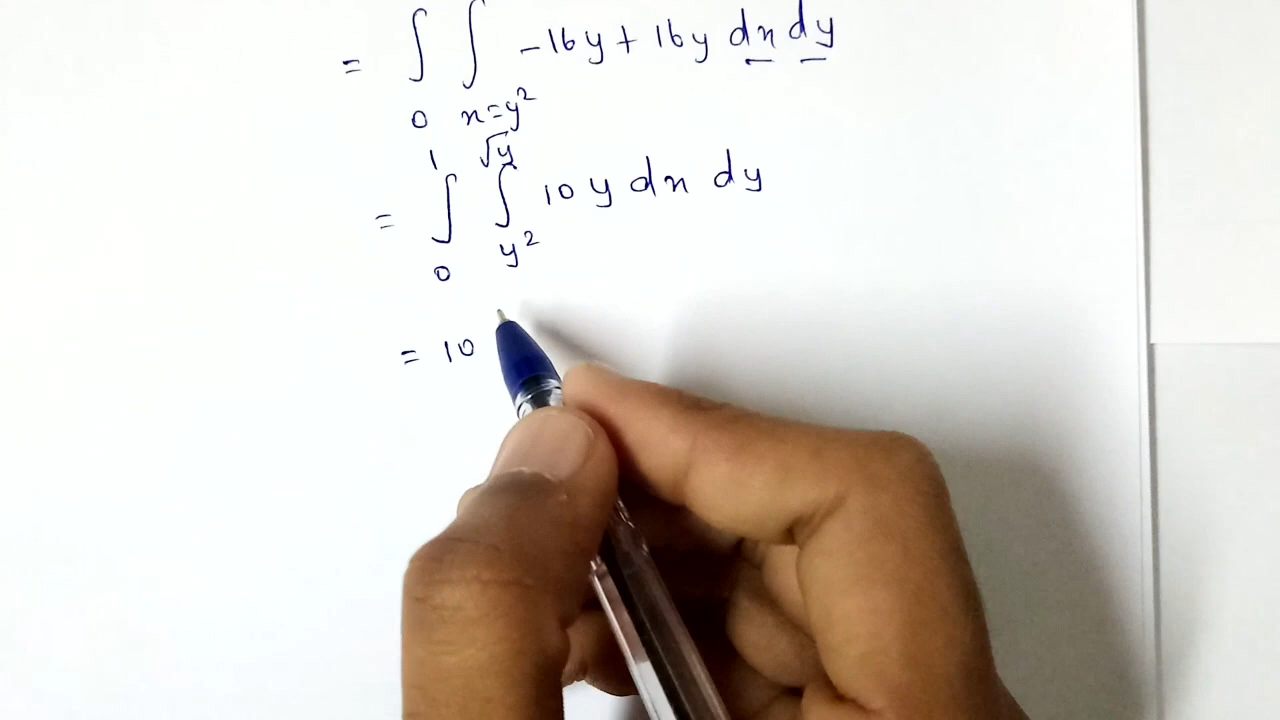 = ∫ ∫ -16y + 16y dx dy
0 x=y²
1 √y
= ∫ ∫ 10 y dx dy
0 y²
= 10